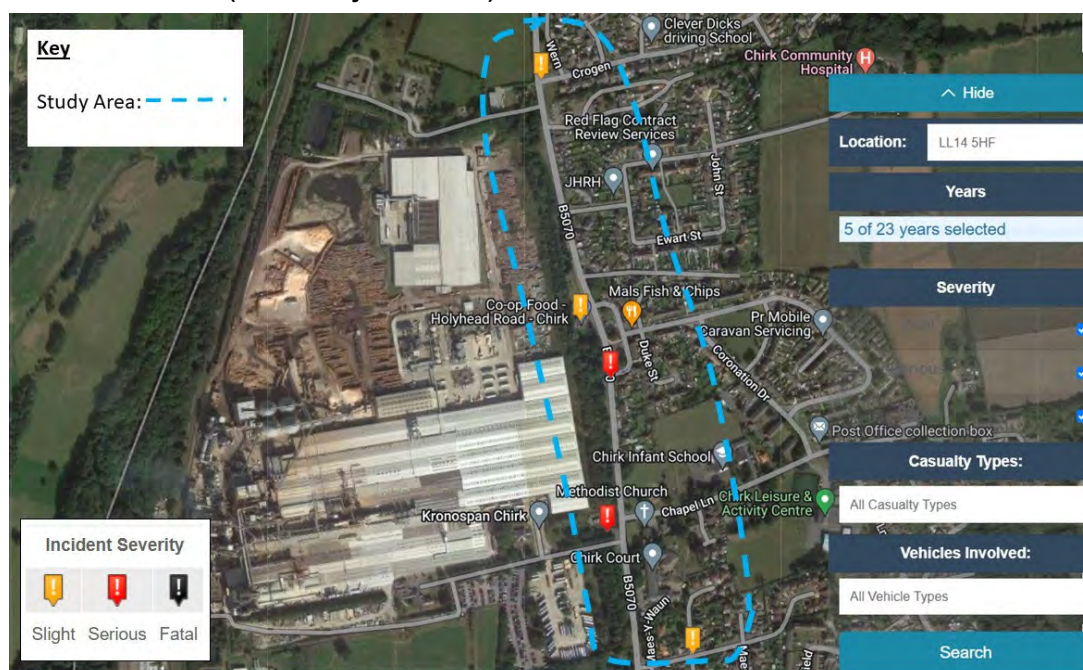 Key
Study Area:
Clever Dicks
driving School
Chirk Community
Hospital
H
Wern
Crogen
Hide
Location:
LL14 5HF
Red Flag Contract
Review Services
Years
5 of 23 years selected
JHRH
John St
B5070
Ewart St
Severity
Co-op Food -
Holyhead Road - Chirk
Mals Fish & Chips
Pr Mobile
Caravan Servicing
Duke St
Coronation Dr
Post Office collection box
Chirk Infant School
Casualty Types:
All Casualty Types
Methodist Church
Chapel Ln
Chirk Leisure &
Activity Centre
Kronospan Chirk
Chirk Court
Vehicles Involved:
All Vehicle Types
B5070
Maes-Y-Waun
Search
Incident Severity
Slight Serious Fatal